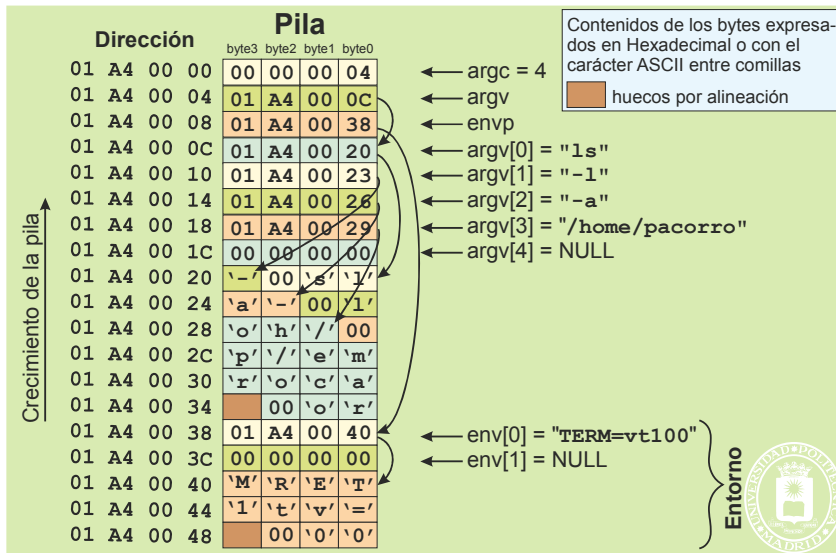 Pila
Dirección
byte3 byte2 byte1 byte0
Contenidos de los bytes expresa-
dos en Hexadecimal o con el
carácter ASCII entre comillas
huecos por alineación
01 A4 00 00 00 00 00 04 argc = 4
01 A4 00 04 01 A4 00 0C argv
01 A4 00 08 01 A4 00 38 envp
01 A4 00 0C 01 A4 00 20 argv[0] = "ls"
01 A4 00 10 01 A4 00 23 argv[1] = "-l"
01 A4 00 14 01 A4 00 26 argv[2] = "-a"
01 A4 00 18 01 A4 00 29 argv[3] = "/home/pacorro"
01 A4 00 1C 00 00 00 00 argv[4] = NULL
01 A4 00 20 ‘-’ 00 ‘s’ ‘l’
01 A4 00 24 ‘a’ ‘-’ 00 ‘l’
01 A4 00 28 ‘o’ ‘h’ ‘/’ 00
01 A4 00 2C ‘p’ ‘/’ ‘e’ ‘m’
01 A4 00 30 ‘r’ ‘o’ ‘c’ ‘a’
01 A4 00 34 00 ‘o’ ‘r’
01 A4 00 38 01 A4 00 40 env[0] = "TERM=vt100"
01 A4 00 3C 00 00 00 00 env[1] = NULL
01 A4 00 40 ‘M’ ‘R’ ‘E’ ‘T’
01 A4 00 44 ‘1’ ‘t’ ‘v’ ‘=’
01 A4 00 48 00 ‘0’ ‘0’
Crecimiento de la pila
Entorno
UNIVERSIDAD POLITECNICA
MADRID